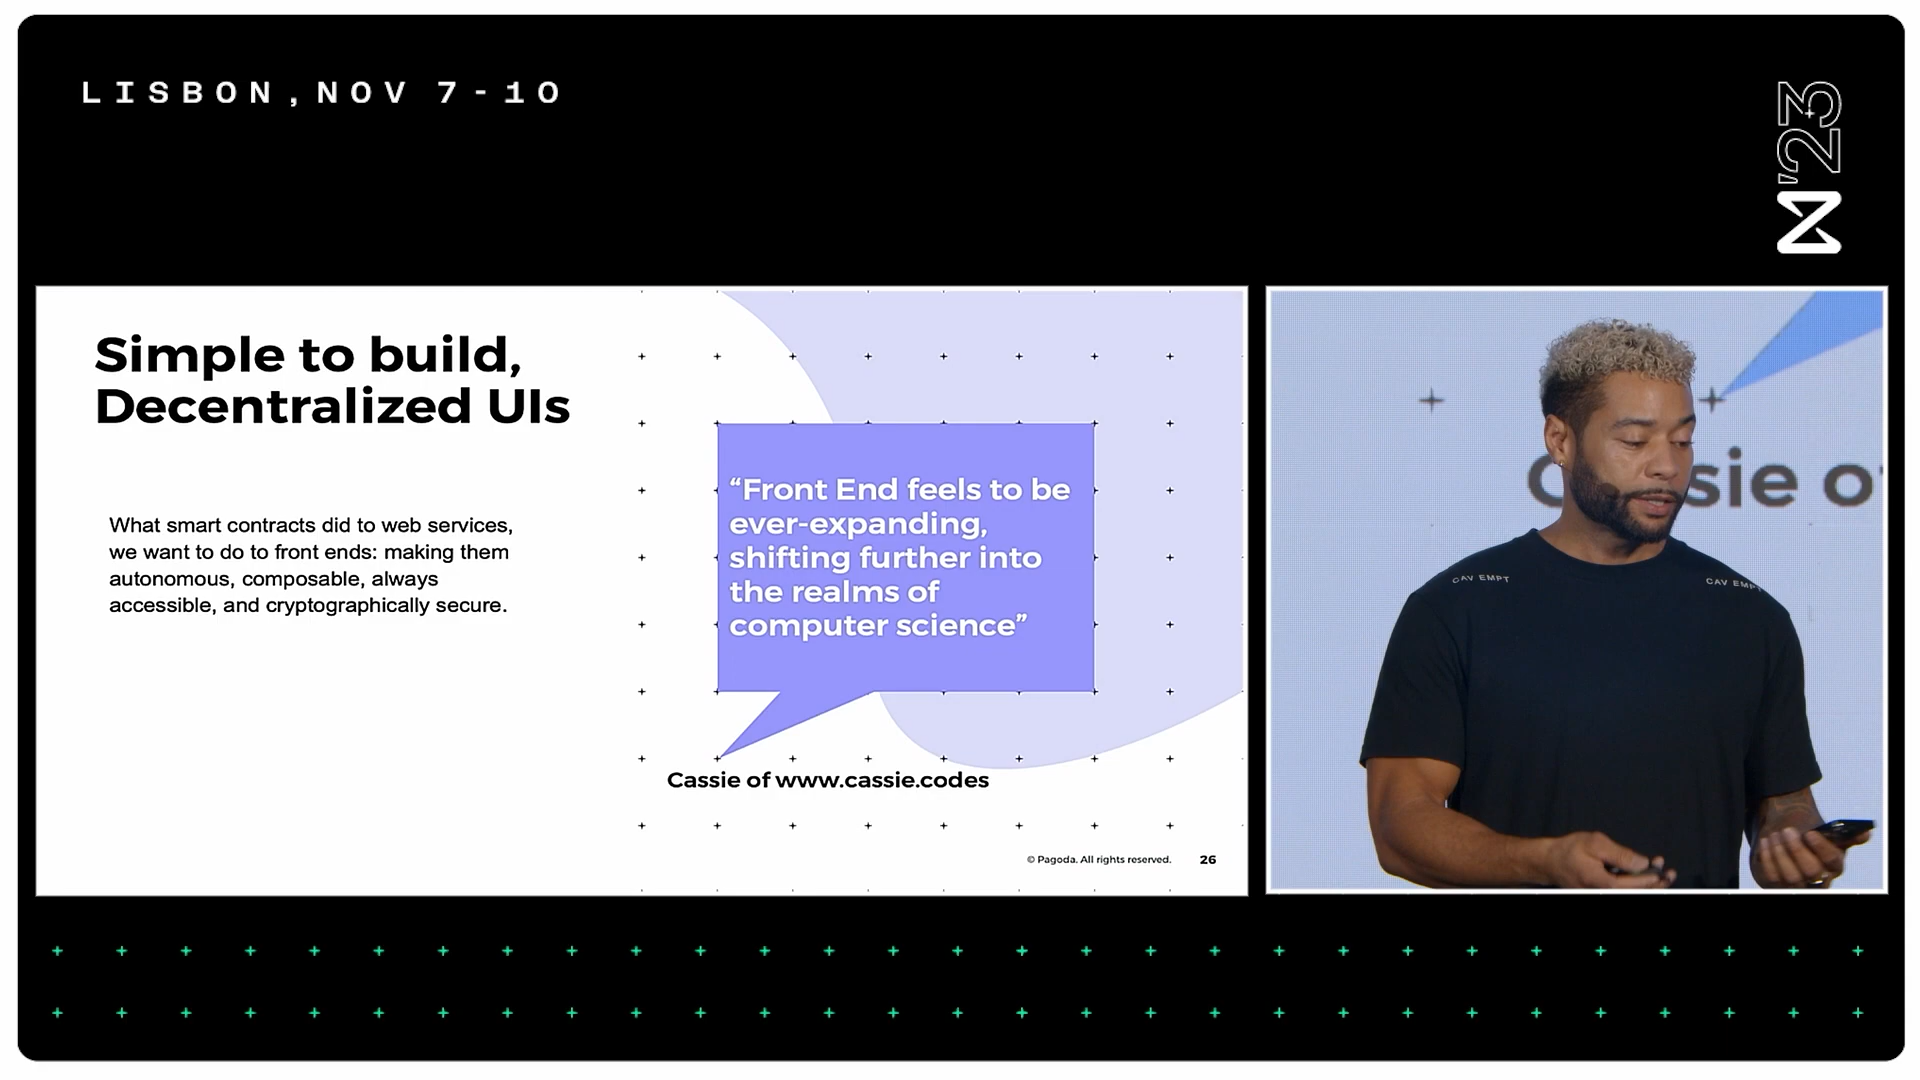 LISBON, NOV 7-10
'23
Simple to build,
Decentralized UIs
What smart contracts did to web services,
we want to do to front ends: making them
autonomous, composable, always
accessible, and cryptographically secure.
“Front End feels to be
ever-expanding,
shifting further into
the realms of
computer science”
Cassie of www.cassie.codes
© Pagoda. All rights reserved. 26
sie of
CAV EMPT
CAV EMP